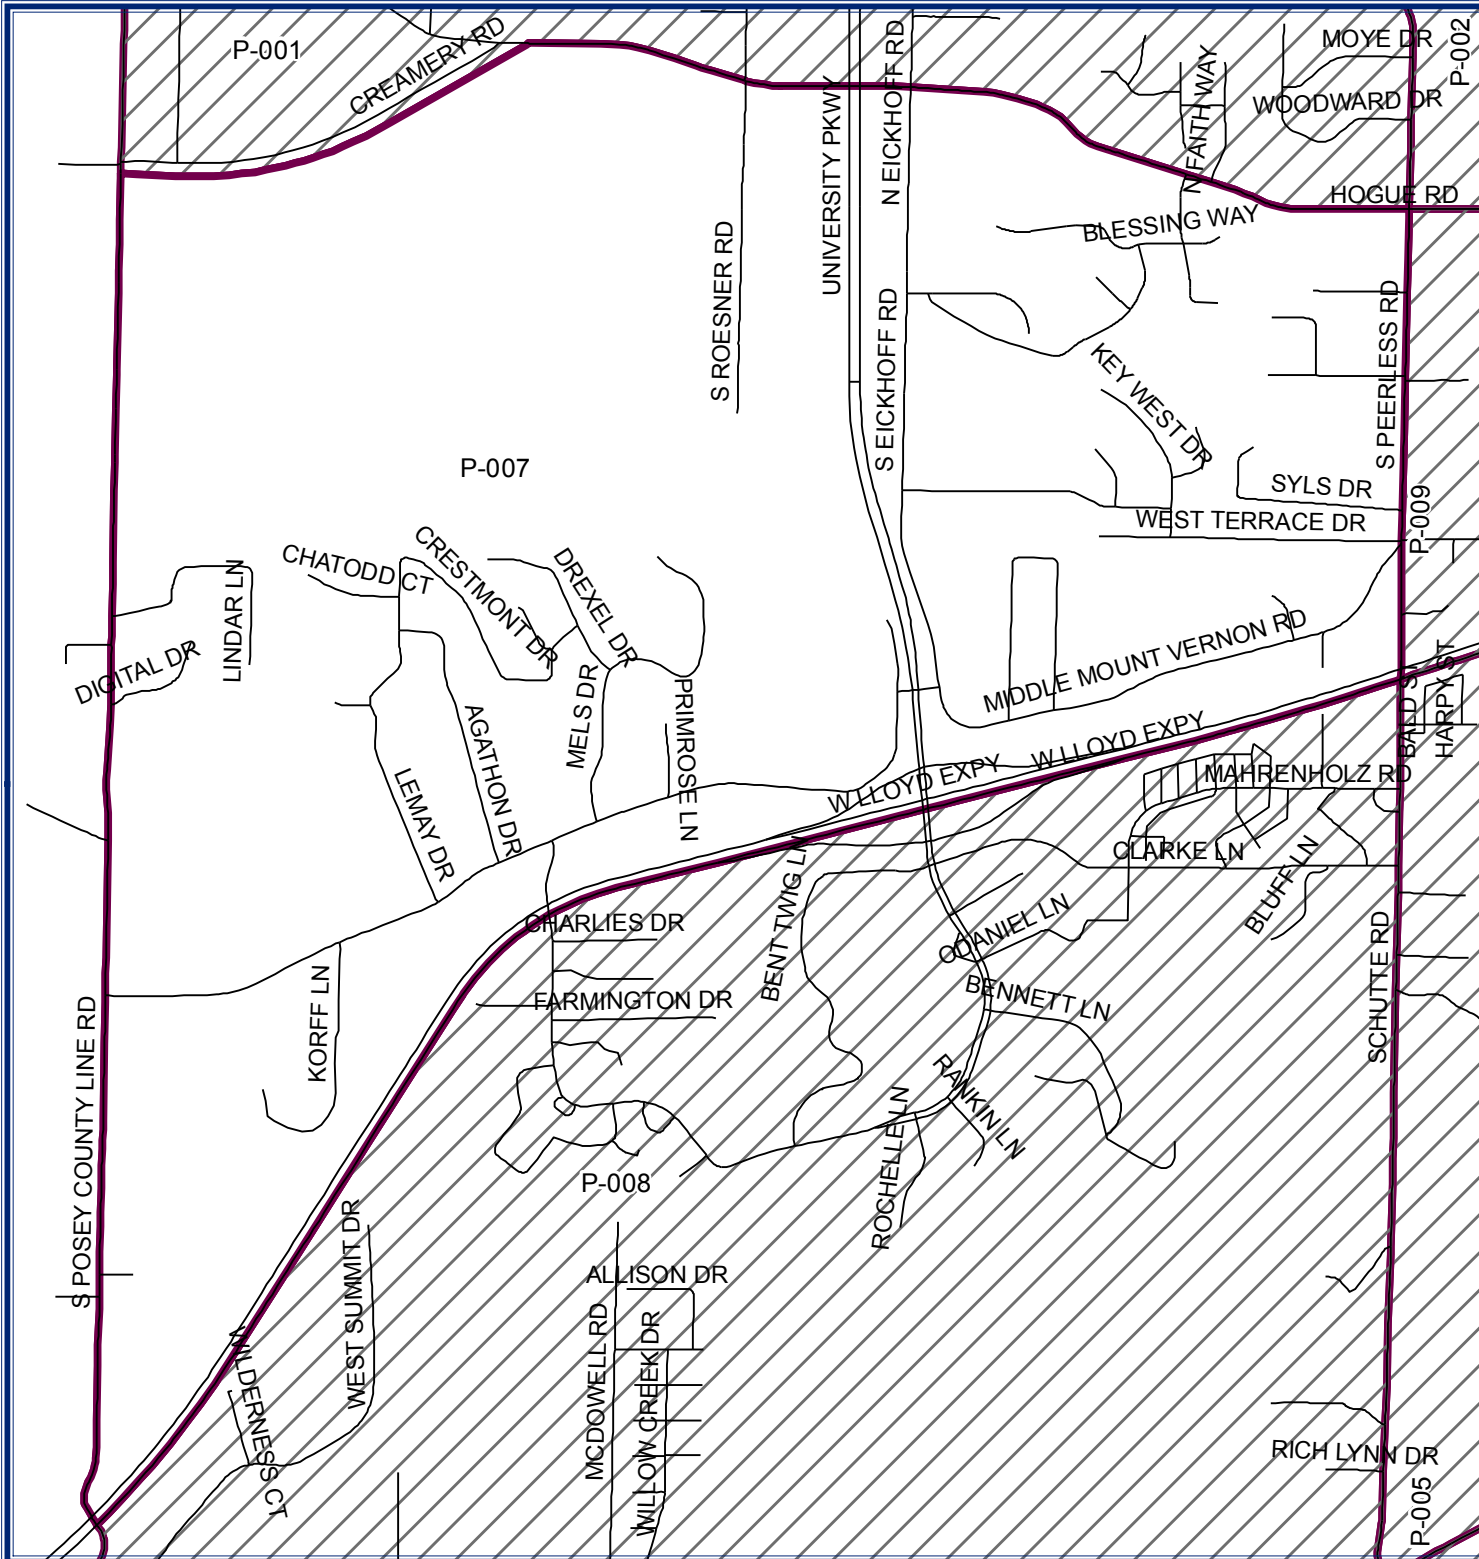 P-001
CREAMERY RD
MOYE DR
P-002
WOODWARD DR
N EICKHOFF RD
UNIVERSITY PKWY
N FAITH WAY
HOGUE RD
BLESSING WAY
S ROESNER RD
S EICKHOFF RD
S PEERLESS RD
KEY WEST DR
P-007
SYLS DR
WEST TERRACE DR
P-009
CHATODD CT
CRESTMONT DR
DREXEL DR
LINDAR LN
DIGITAL DR
MIDDLE MOUNT VERNON RD
MELS DR
PRIMROSE LN
AGATHON DR
LEMAY DR
BALD ST
HARPY ST
W LLOYD EXPY
W LLOYD EXPY
MAHRENHOLZ RD
CLARKE LN
BLUFF LN
BENT TWIG LN
CHARLIES DR
ODANIEL LN
FARMINGTON DR
BENNETT LN
KORFF LN
SCHUTTE RD
S POSEY COUNTY LINE RD
RANKIN LN
ROCHELLE LN
P-008
WEST SUMMIT DR
ALLISON DR
MCDOWELL RD
WILLOW CREEK DR
WILDERNESS CT
RICH LYNN DR
P-005